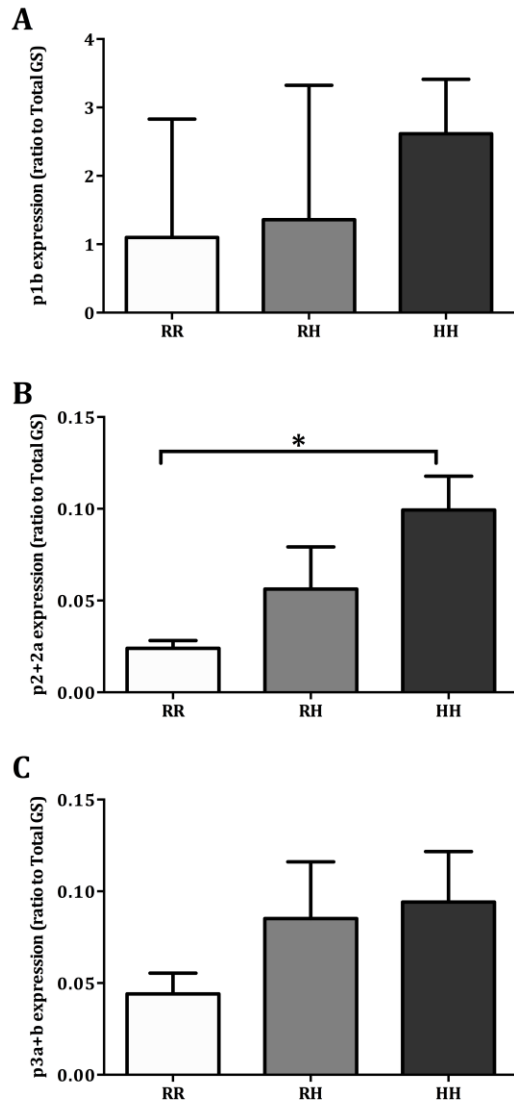 A
p1b expression (ratio to Total GS)
4
3
2
1
0
RR RH HH
B
p2+2a expression (ratio to Total GS)
0.15
0.10
0.05
0.00
*
RR RH HH
C
p3a+b expression (ratio to Total GS)
0.15
0.10
0.05
0.00
RR RH HH